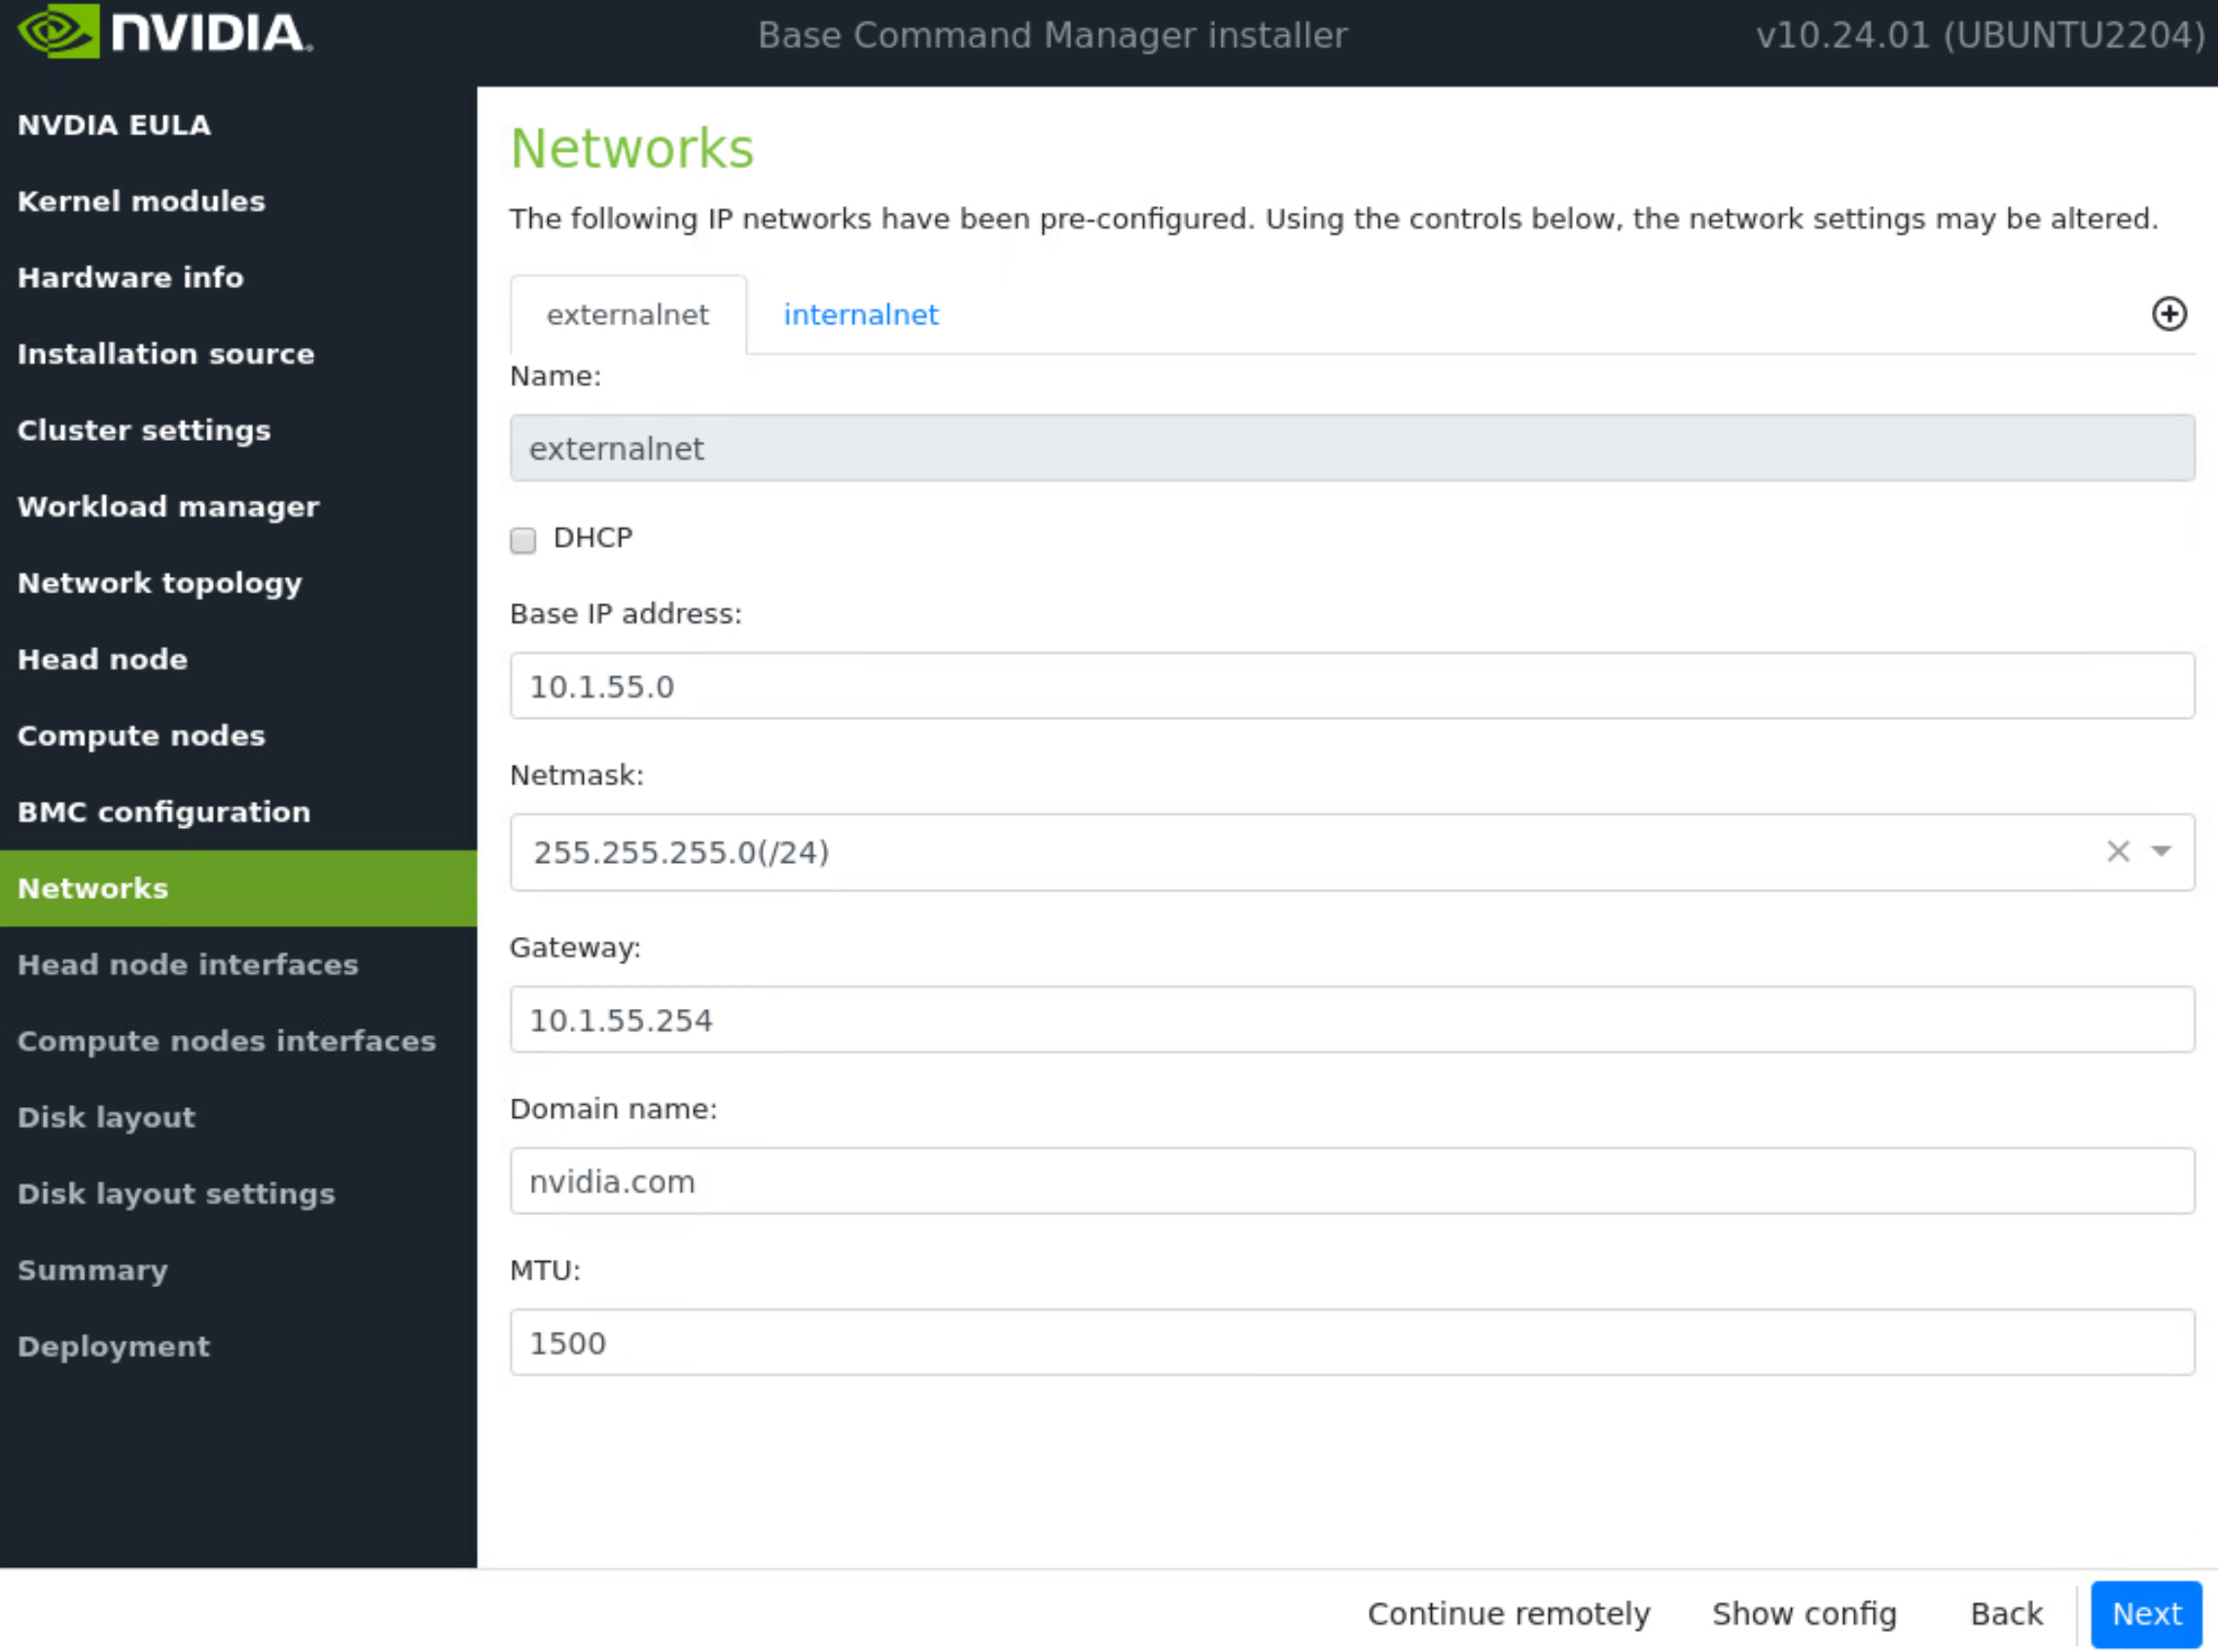 NVIDIA.
Base Command Manager installer
v10.24.01 (UBUNTU2204)
NVDIA EULA
Kernel modules
Hardware info
Installation source
Cluster settings
Workload manager
Network topology
Head node
Compute nodes
BMC configuration
Networks
Head node interfaces
Compute nodes interfaces
Disk layout
Disk layout settings
Summary
Deployment
Networks
The following IP networks have been pre-configured. Using the controls below, the network settings may be altered.
externalnet
internalnet
Name:
externalnet
DHCP
Base IP address:
10.1.55.0
Netmask:
255.255.255.0(/24)
Gateway:
10.1.55.254
Domain name:
nvidia.com
MTU:
1500
Continue remotely
Show config
Back
Next